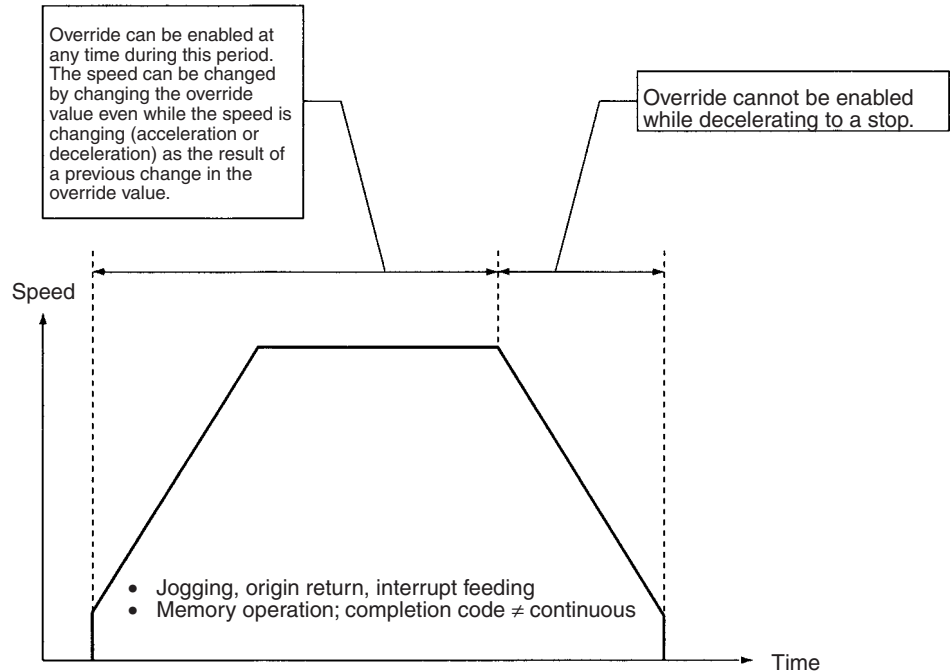 Override can be enabled at
any time during this period.
The speed can be changed
by changing the override
value even while the speed is
changing (acceleration or
deceleration) as the result of
a previous change in the
override value.
Override cannot be enabled
while decelerating to a stop.
Speed
• Jogging, origin return, interrupt feeding
• Memory operation; completion code ≠ continuous
Time